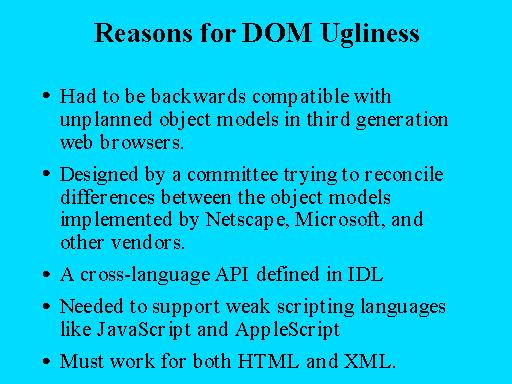 Reasons for DOM Ugliness
• Had to be backwards compatible with
unplanned object models in third generation
web browsers.
• Designed by a committee trying to reconcile
differences between the object models
implemented by Netscape, Microsoft, and
other vendors.
• A cross-language API defined in IDL
• Needed to support weak scripting languages
like JavaScript and AppleScript
• Must work for both HTML and XML.